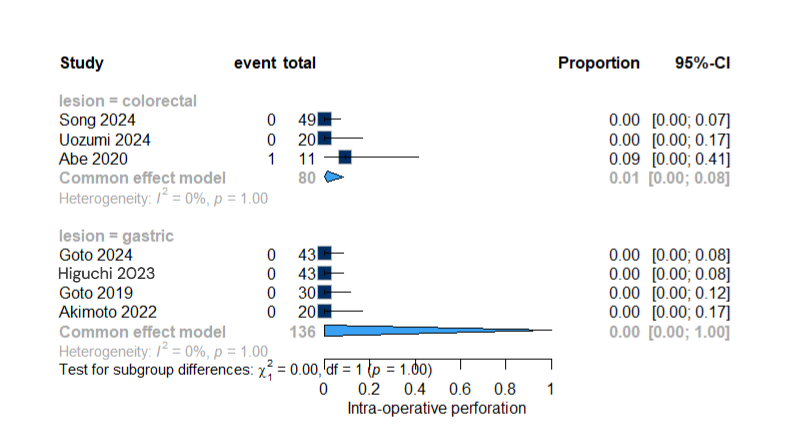 Study event total Proportion 95%-CI
lesion = colorectal
Song 2024 0 49 0.00 [0.00; 0.07]
Uozumi 2024 0 20 0.00 [0.00; 0.17]
Abe 2020 1 11 0.09 [0.00; 0.41]
Common effect model 80 0.01 [0.00; 0.08]
Heterogeneity: I² = 0%, p = 1.00
lesion = gastric
Goto 2024 0 43 0.00 [0.00; 0.08]
Higuchi 2023 0 43 0.00 [0.00; 0.08]
Goto 2019 0 30 0.00 [0.00; 0.12]
Akimoto 2022 0 20 0.00 [0.00; 0.17]
Common effect model 136 0.00 [0.00; 1.00]
Heterogeneity: I² = 0%, p = 1.00
Test for subgroup differences: χ²₁ = 0.00, df = 1 (p = 1.00)
0 0.2 0.4 0.6 0.8 1
Intra-operative perforation